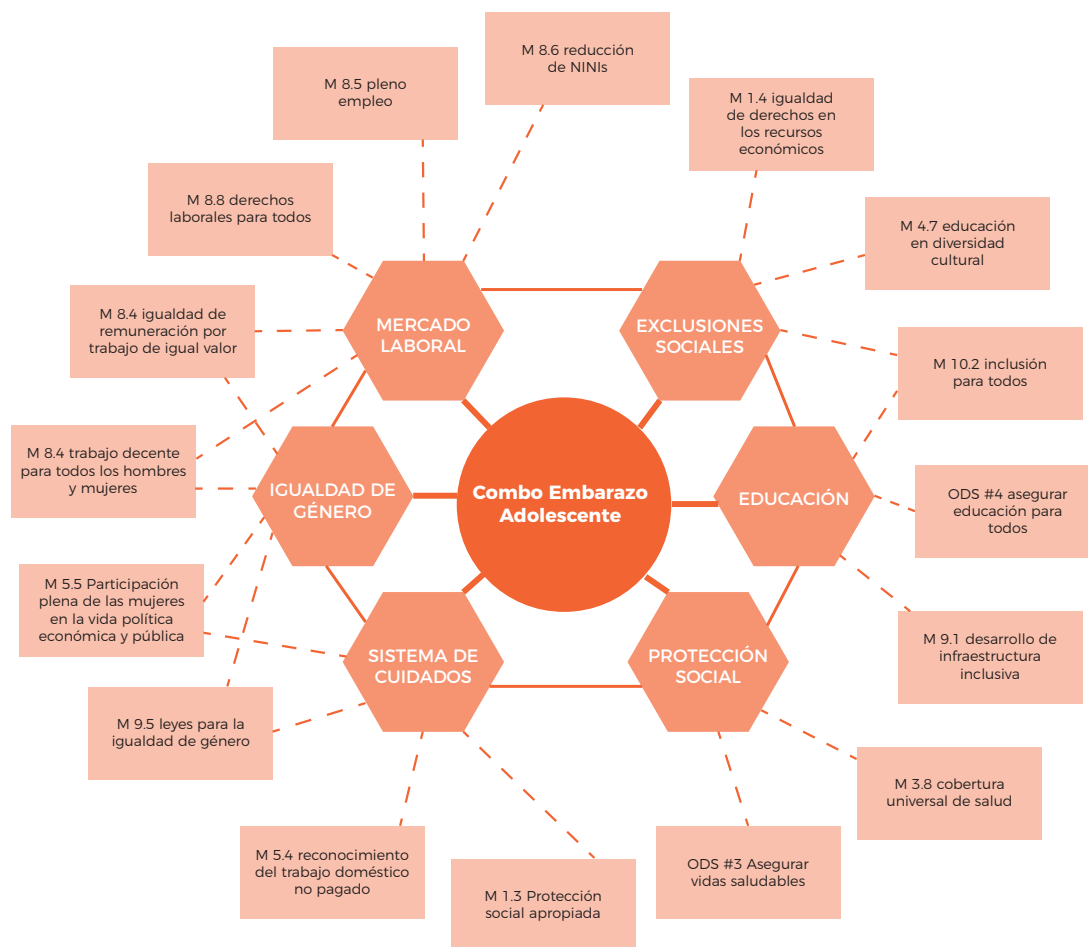 M 8.6 reducción
de NINIs
M 8.5 pleno
empleo
M 1.4 igualdad
de derechos en
los recursos
económicos
M 8.8 derechos
laborales para todos
M 4.7 educación
en diversidad
cultural
M 8.4 igualdad de
remuneración por
trabajo de igual valor
MERCADO
LABORAL
EXCLUSIONES
SOCIALES
M 10.2 inclusión
para todos
M 8.4 trabajo decente
para todos los hombres
y mujeres
IGUALDAD DE
GÉNERO
Combo Embarazo
Adolescente
EDUCACIÓN
ODS #4 asegurar
educación para
todos
M 5.5 Participación
plena de las mujeres
en la vida política
económica y pública
SISTEMA DE
CUIDADOS
PROTECCIÓN
SOCIAL
M 9.1 desarrollo de
infraestructura
inclusiva
M 9.5 leyes para la
igualdad de género
M 3.8 cobertura
universal de salud
M 5.4 reconocimiento
del trabajo doméstico
no pagado
M 1.3 Protección
social apropiada
ODS #3 Asegurar
vidas saludables